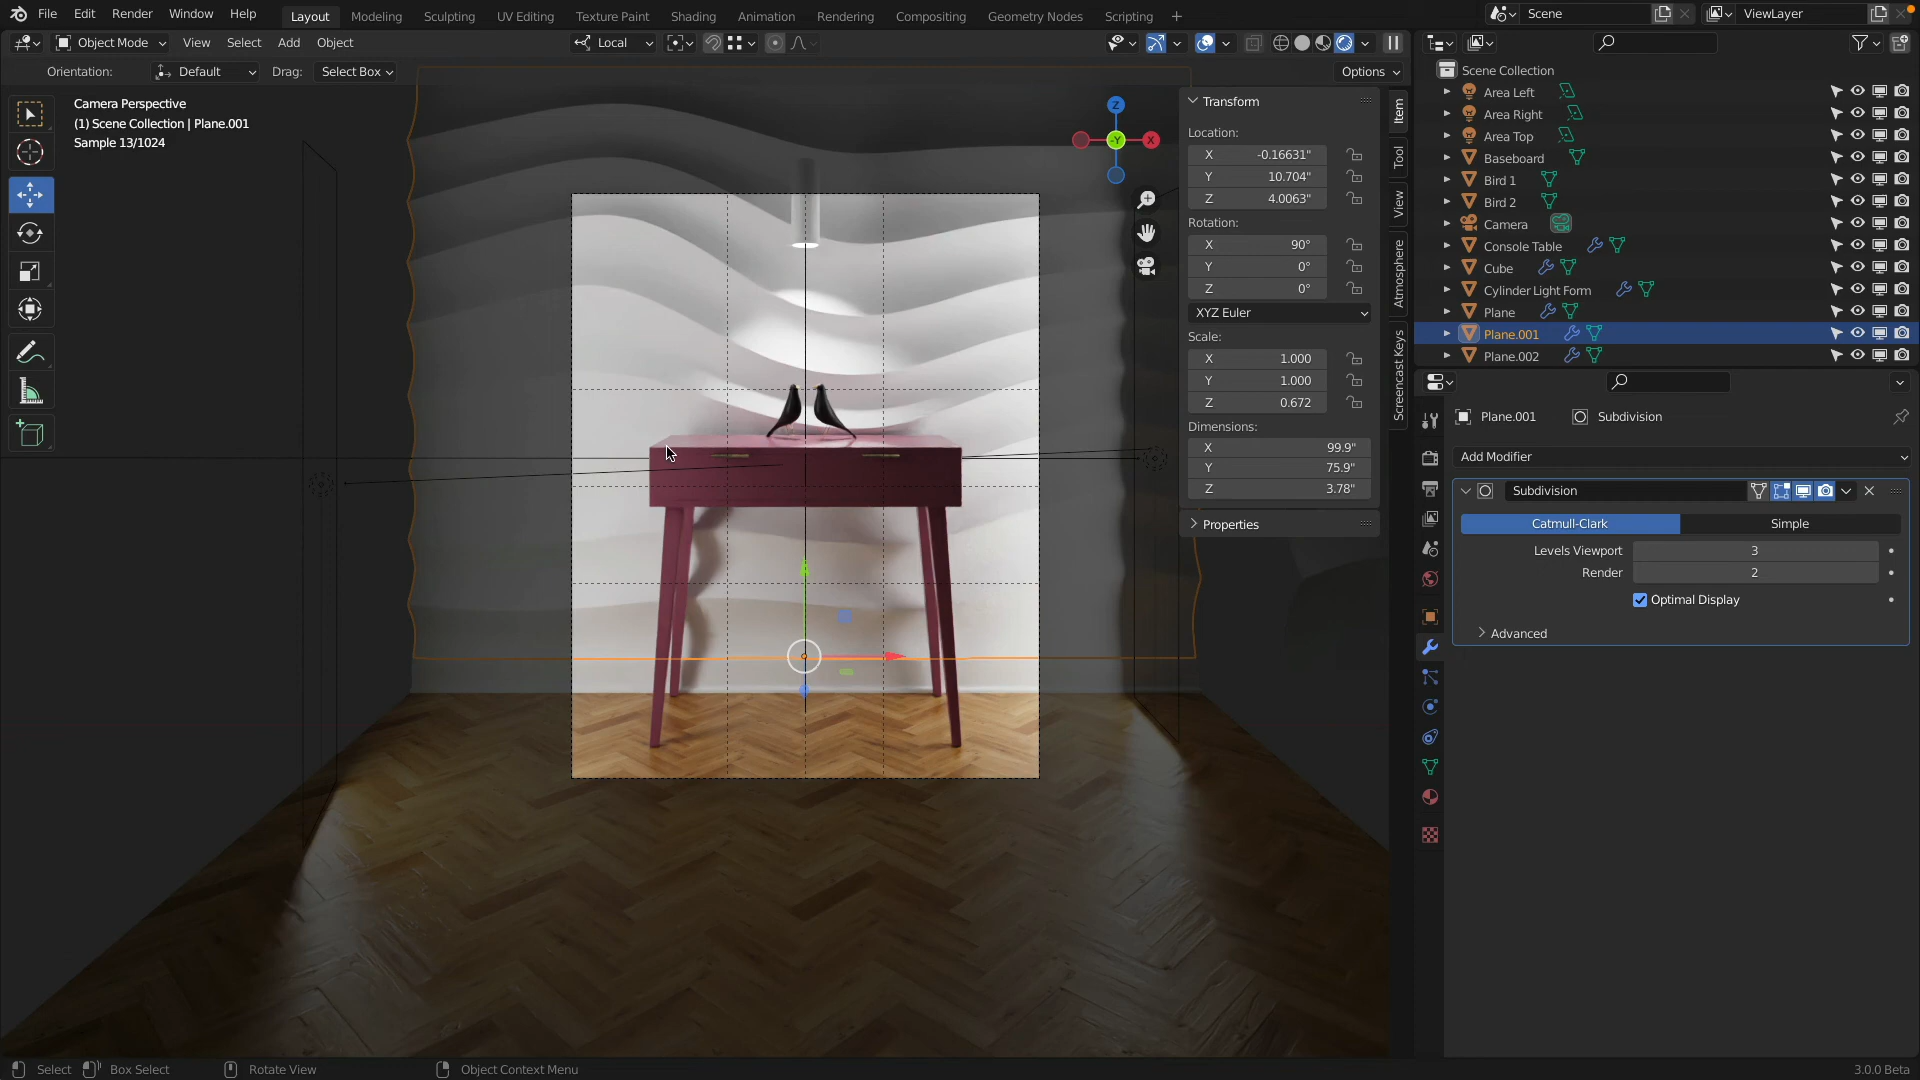 File Edit Render Window Help Layout Modeling Sculpting UV Editing Texture Paint Shading Animation Rendering Compositing Geometry Nodes Scripting + Scene ViewLayer
Object Mode View Select Add Object Local
Orientation: Default Drag: Select Box Options
Camera Perspective
(1) Scene Collection | Plane.001
Sample 13/1024
Z
-Y
X
Transform
Location:
X -0.16631"
Y 10.704"
Z 4.0063"
Rotation:
X 90°
Y 0°
Z 0°
XYZ Euler
Scale:
X 1.000
Y 1.000
Z 0.672
Dimensions:
X 99.9"
Y 75.9"
Z 3.78"
Properties
Item
Tool
View
Atmosphere
Screencast Keys
Scene Collection
Area Left
Area Right
Area Top
Baseboard
Bird 1
Bird 2
Camera
Console Table
Cube
Cylinder Light Form
Plane
Plane.001
Plane.002
Plane.001 Subdivision
Add Modifier
Subdivision
Catmull-Clark Simple
Levels Viewport 3
Render 2
Optimal Display
Advanced
Select Box Select Rotate View Object Context Menu 3.0.0 Beta